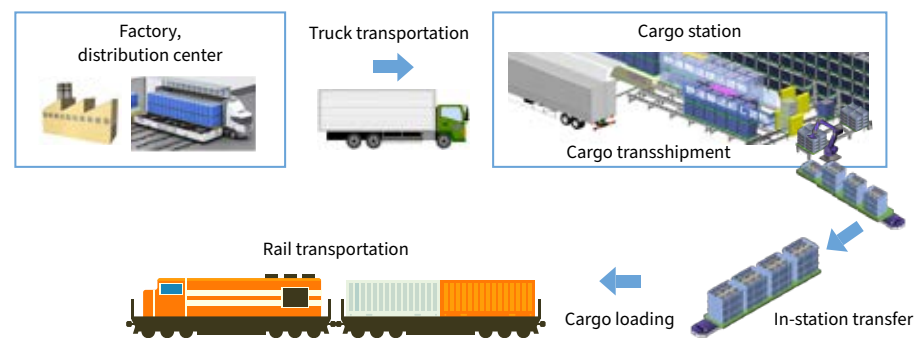 Factory,
distribution center
Truck transportation
Cargo station
Cargo transshipment
Rail transportation
Cargo loading
In-station transfer